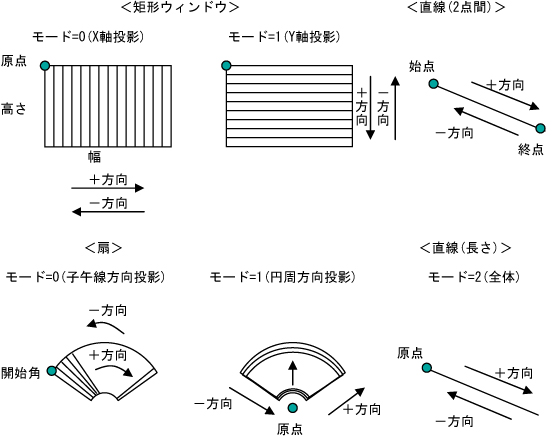 ＜矩形ウィンドウ＞
＜直線(2点間)＞
モード=0(X軸投影)
モード=1(Y軸投影)
原点
高さ
幅
＋方向
－方向
＋方向
－方向
始点
＋方向
－方向
終点
＜扇＞
＜直線(長さ)＞
モード=0(子午線方向投影)
モード=1(円周方向投影)
モード=2(全体)
－方向
＋方向
開始角
－方向
＋方向
原点
原点
＋方向
－方向